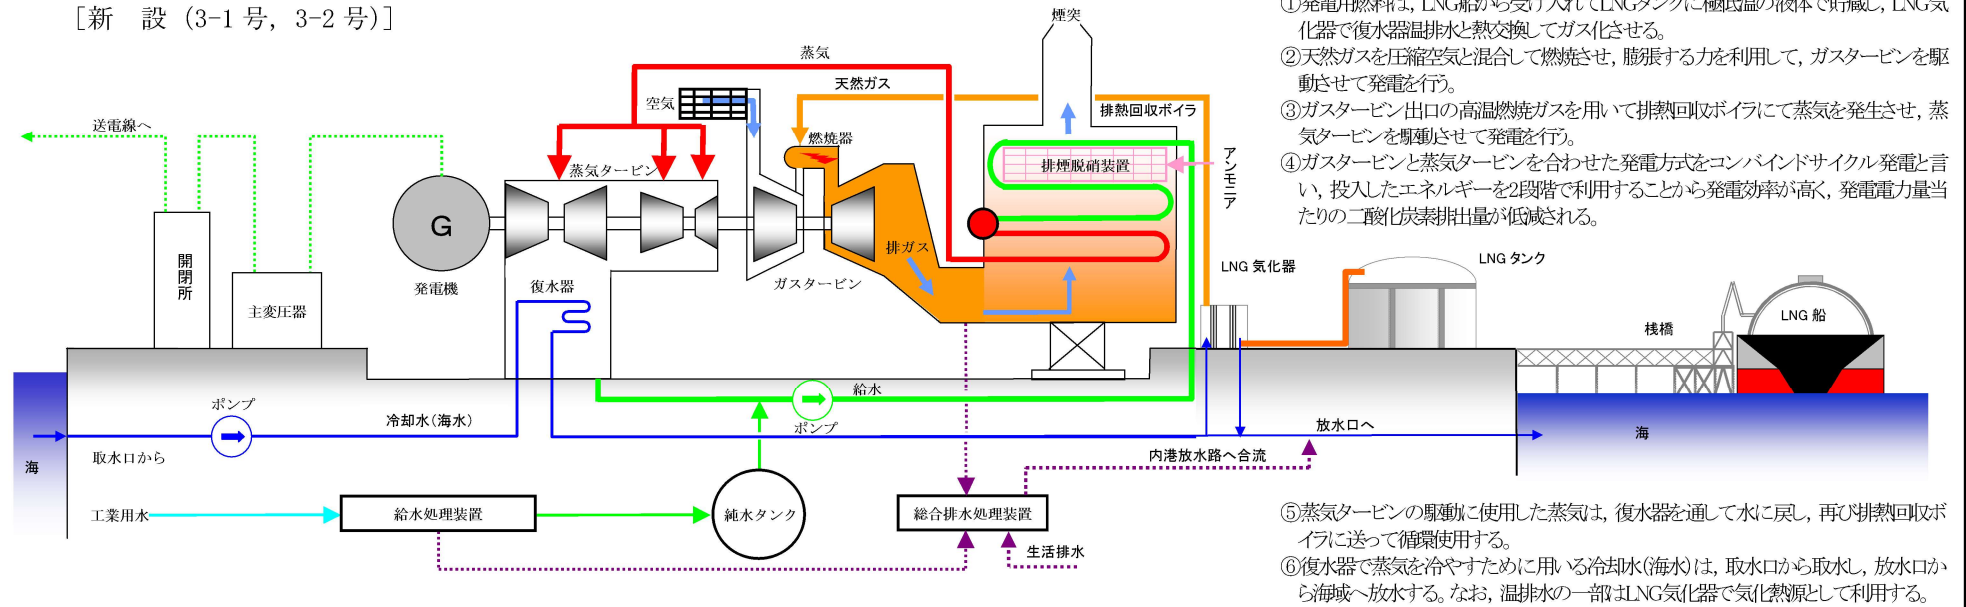 ［新　設（3-1 号，3-2 号）］
煙突
蒸気
天然ガス
空気
排熱回収ボイラ
送電線へ
燃焼器
蒸気タービン
排煙脱硝装置
アンモニア
G
排ガス
開閉所
発電機
復水器
ガスタービン
主変圧器
LNG 気化器
LNG タンク
LNG 船
桟橋
給水
ポンプ
ポンプ
冷却水（海水）
取水口から
放水口へ
海
海
内港放水路へ合流
工業用水
給水処理装置
純水タンク
総合排水処理装置
生活排水
①発電用燃料は，LNG船から受け入れてLNGタンクに極低温の液体で貯蔵し，LNG気
化器で復水器温排水と熱交換してガス化させる。
②天然ガスを圧縮空気と混合して燃焼させ，膨張する力を利用して，ガスタービンを駆
動させて発電を行う。
③ガスタービン出口の高温燃焼ガスを用いて排熱回収ボイラにて蒸気を発生させ，蒸
気タービンを駆動させて発電を行う。
④ガスタービンと蒸気タービンを合わせた発電方式をコンバインドサイクル発電と言
い，投入したエネルギーを2段階で利用することから発電効率が高く，発電電力量当
たりの二酸化炭素排出量が低減される。
⑤蒸気タービンの駆動に使用した蒸気は，復水器を通して水に戻し，再び排熱回収ボ
イラに送って循環使用する。
⑥復水器で蒸気を冷やすために用いる冷却水（海水）は，取水口から取水し，放水口か
ら海域へ放水する。なお，温排水の一部はLNG気化器で気化熱源として利用する。